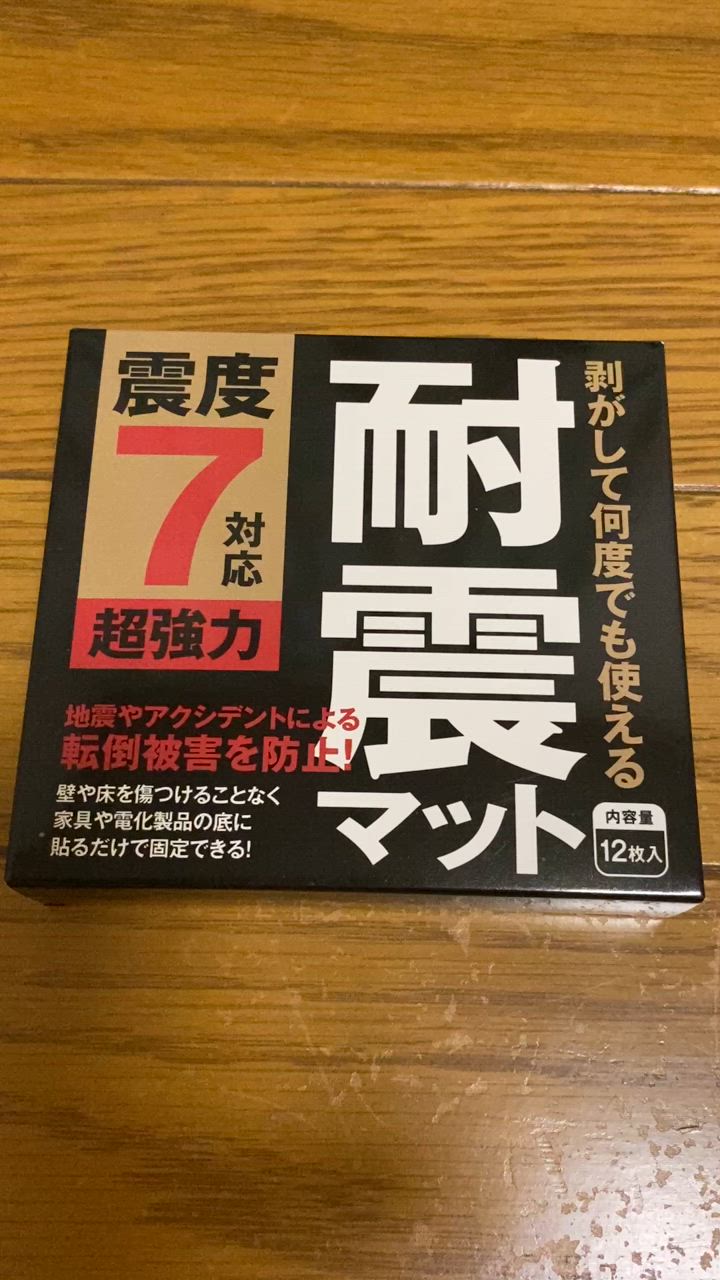 剥がして何度でも使える
耐震
マット
震度
7
対応
超強力
地震やアクシデントによる
転倒被害を防止!
壁や床を傷つけることなく
家具や電化製品の底に
貼るだけで固定できる!
内容量
12枚入